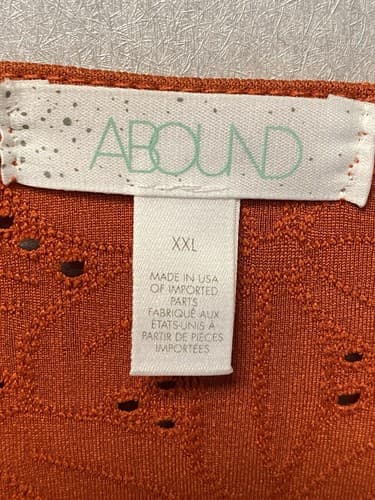 ABOUND
XXL
MADE IN USA
OF IMPORTED
PARTS
FABRIQUÉ AUX
ÉTATS-UNIS À
PARTIR DE PIÈCES
IMPORTÉES